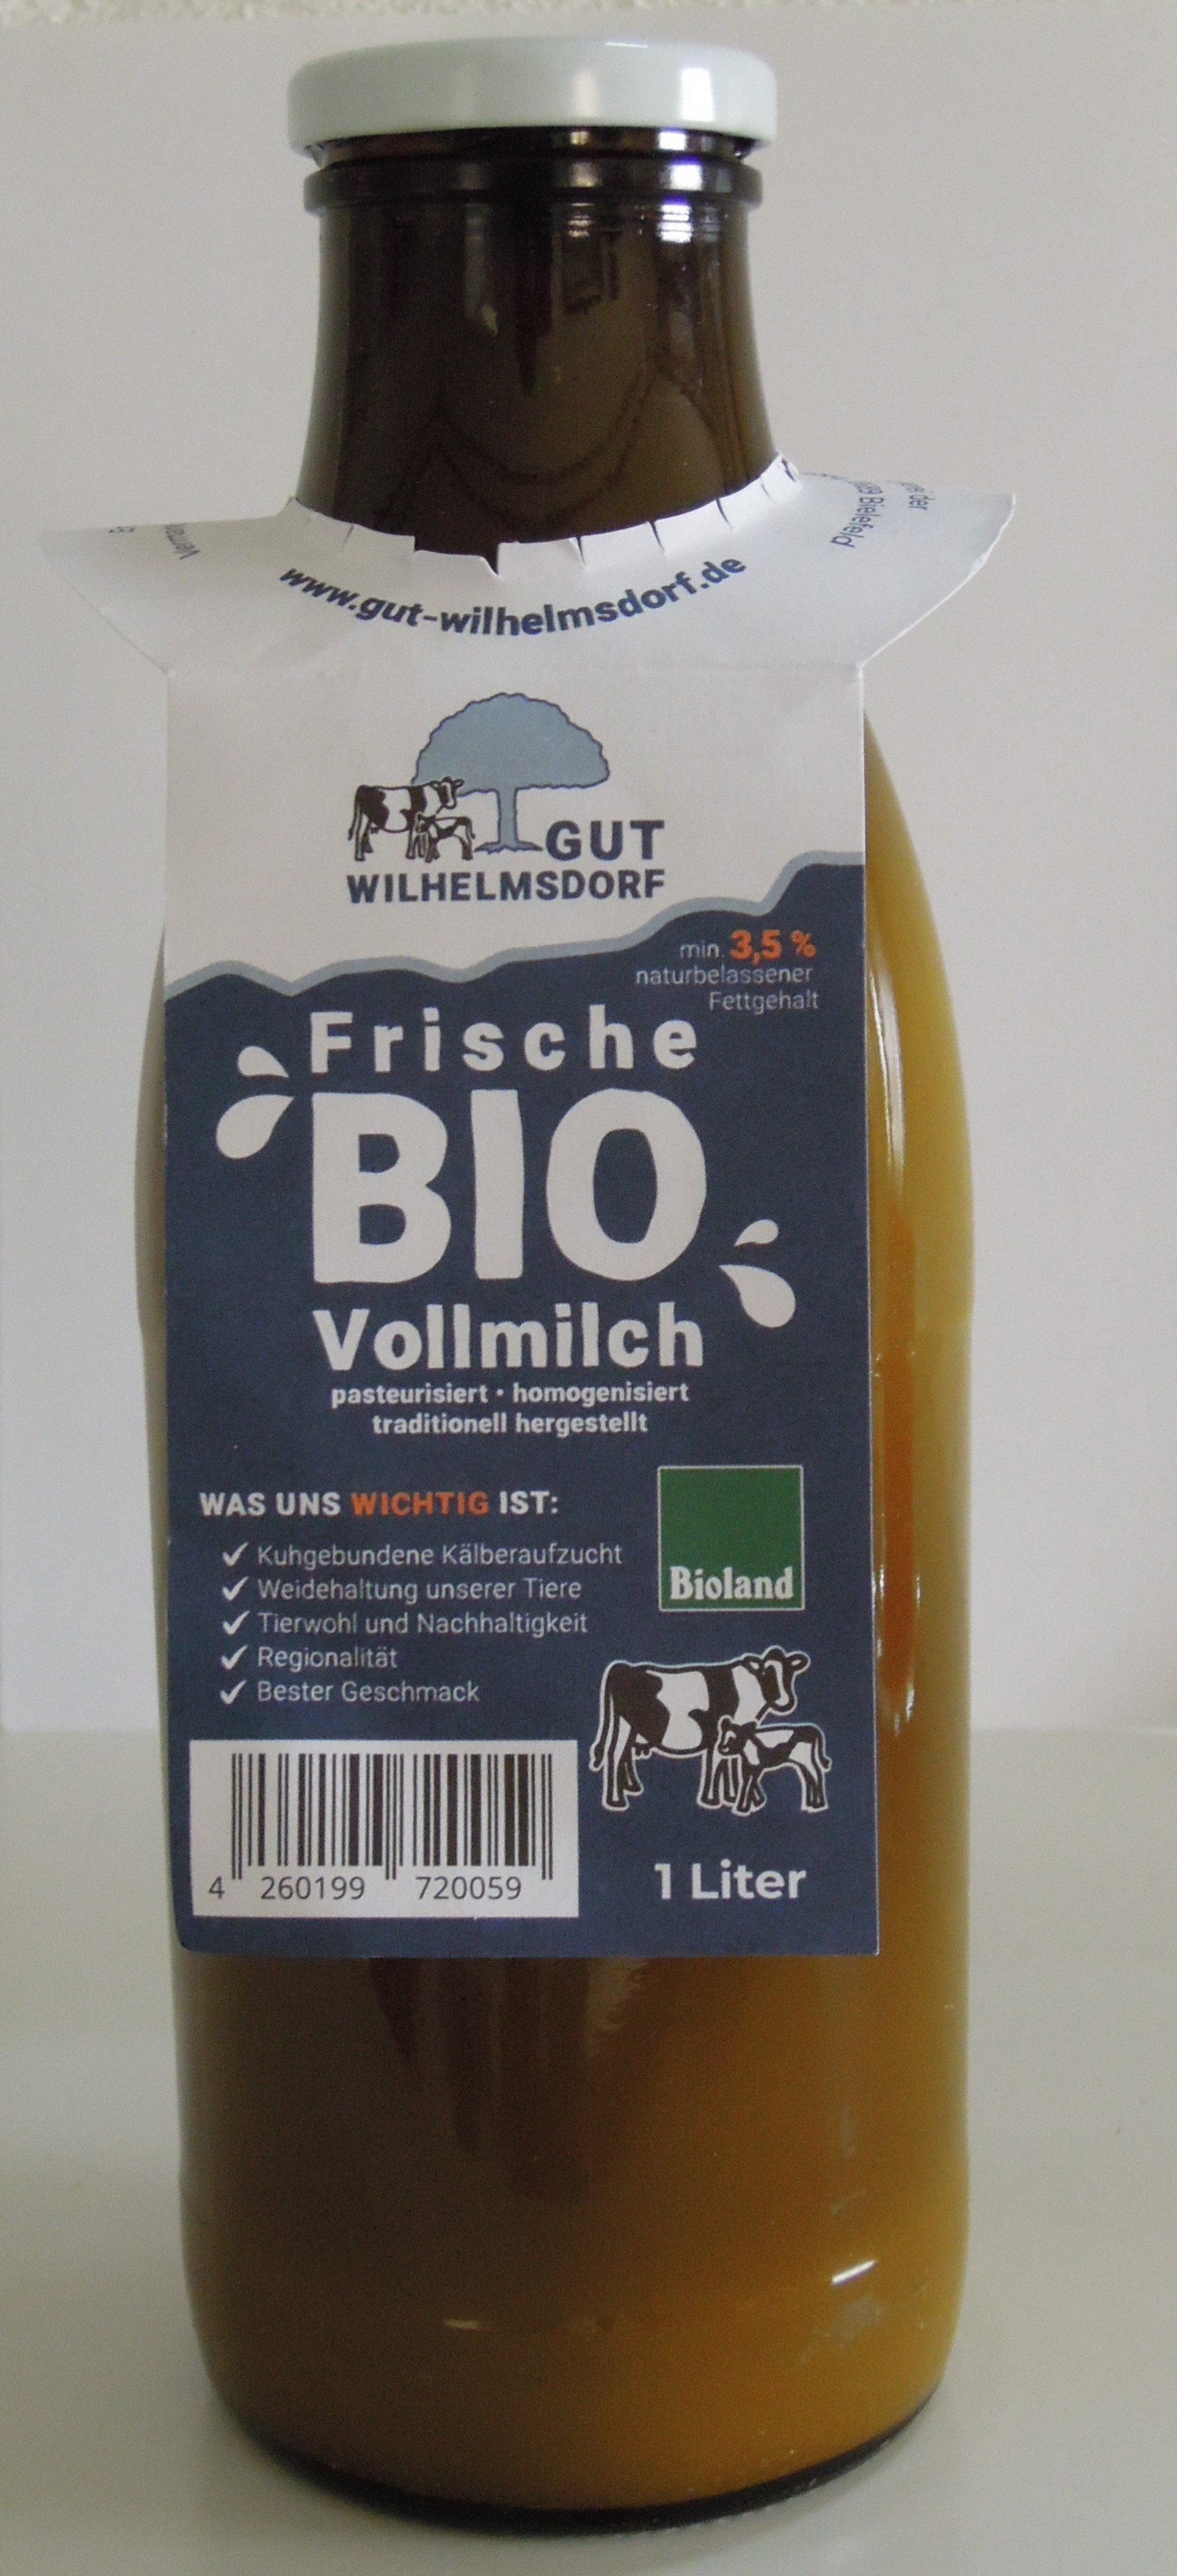 Bielefeld
www.gut-wilhelmsdorf.de
GUT
WILHELMSDORF
min. 3,5 %
naturbelassener
Fettgehalt
Frische
BIO
Vollmilch
pasteurisiert • homogenisiert
traditionell hergestellt
WAS UNS WICHTIG IST:
Kuhgebundene Kälberaufzucht
Weidehaltung unserer Tiere
Tierwohl und Nachhaltigkeit
Regionalität
Bester Geschmack
Bioland
4 260199 720059
1 Liter